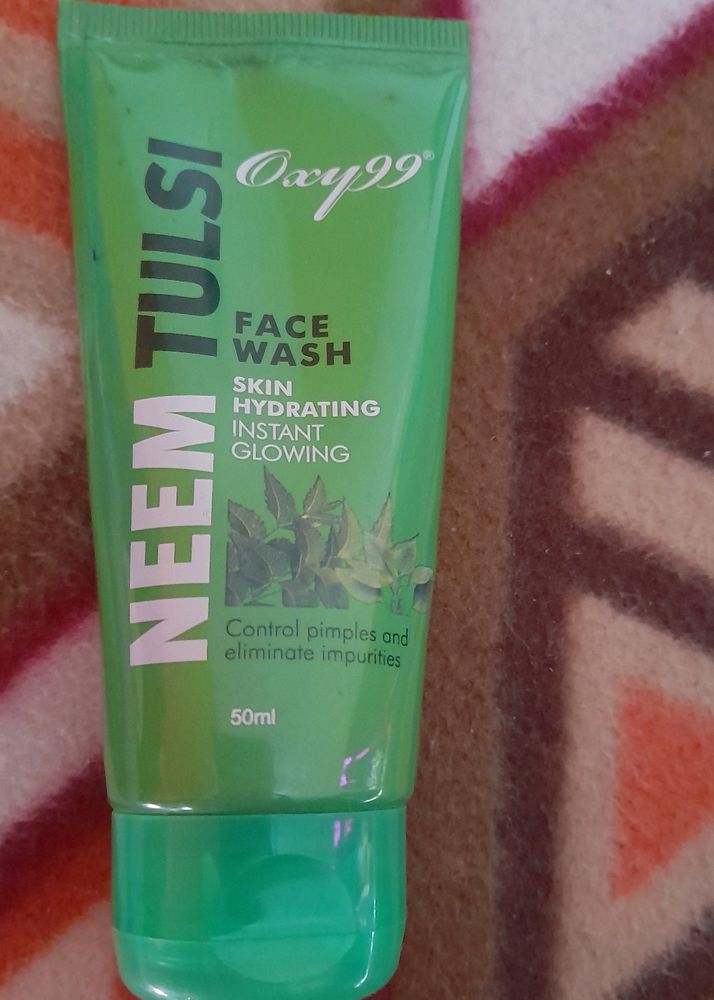 Oxy99®
NEEM TULSI
FACE
WASH
SKIN
HYDRATING
INSTANT
GLOWING
Control pimples and
eliminate impurities
50ml